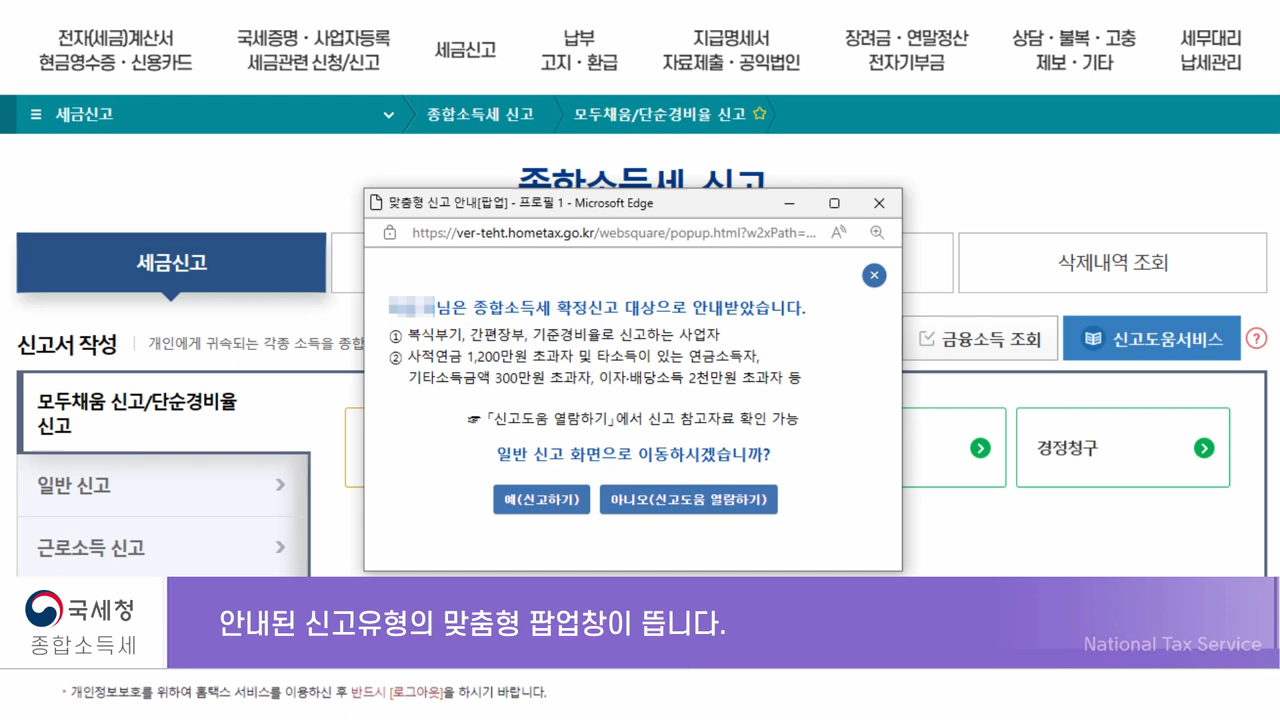 전자(세금)계산서
현금영수증·신용카드
국세증명·사업자등록
세금관련 신청/신고
세금신고
납부
고지·환급
지급명세서
자료제출·공익법인
장려금·연말정산
전자기부금
상담·불복·고충
제보·기타
세무대리
납세관리
세금신고
종합소득세 신고
모두채움/단순경비율 신고
종합소득세 신고
맞춤형 신고 안내[팝업] - 프로필 1 - Microsoft Edge
https://ver-teht.hometax.go.kr/websquare/popup.html?w2xPath=...
님은 종합소득세 확정신고 대상으로 안내받았습니다.
① 복식부기, 간편장부, 기준경비율로 신고하는 사업자
② 사적연금 1,200만원 초과자 및 타소득이 있는 연금소득자,
기타소득금액 300만원 초과자, 이자·배당소득 2천만원 초과자 등
☞ 「신고도움 열람하기」에서 신고 참고자료 확인 가능
일반 신고 화면으로 이동하시겠습니까?
예(신고하기)
아니오(신고도움 열람하기)
세금신고
삭제내역 조회
신고서 작성
개인에게 귀속되는 각종 소득을 종합
금융소득 조회
신고도움서비스
모두채움 신고/단순경비율
신고
일반 신고
근로소득 신고
경정청구
국세청
종합소득세
안내된 신고유형의 맞춤형 팝업창이 뜹니다.
National Tax Service
• 개인정보보호를 위하여 홈택스 서비스를 이용하신 후 반드시 [로그아웃]을 하시기 바랍니다.